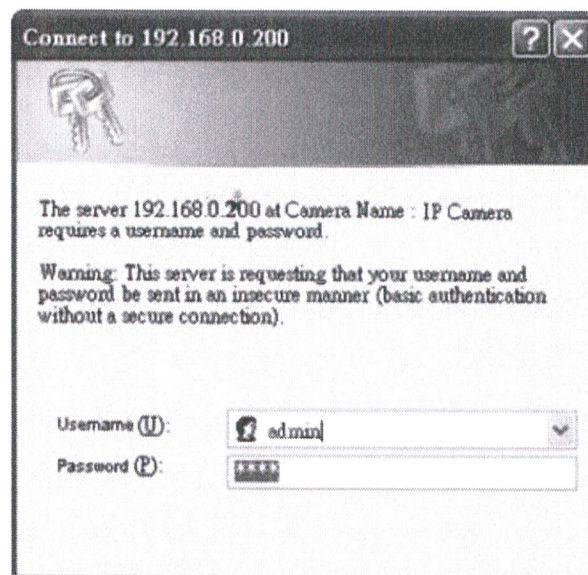 Connect to 192.168.0.200
The server 192.168.0.200 at Camera Name : IP Camera
requires a username and password.
Warning: This server is requesting that your username and
password be sent in an insecure manner (basic authentication
without a secure connection).
Username (U):
admin
Password (P):